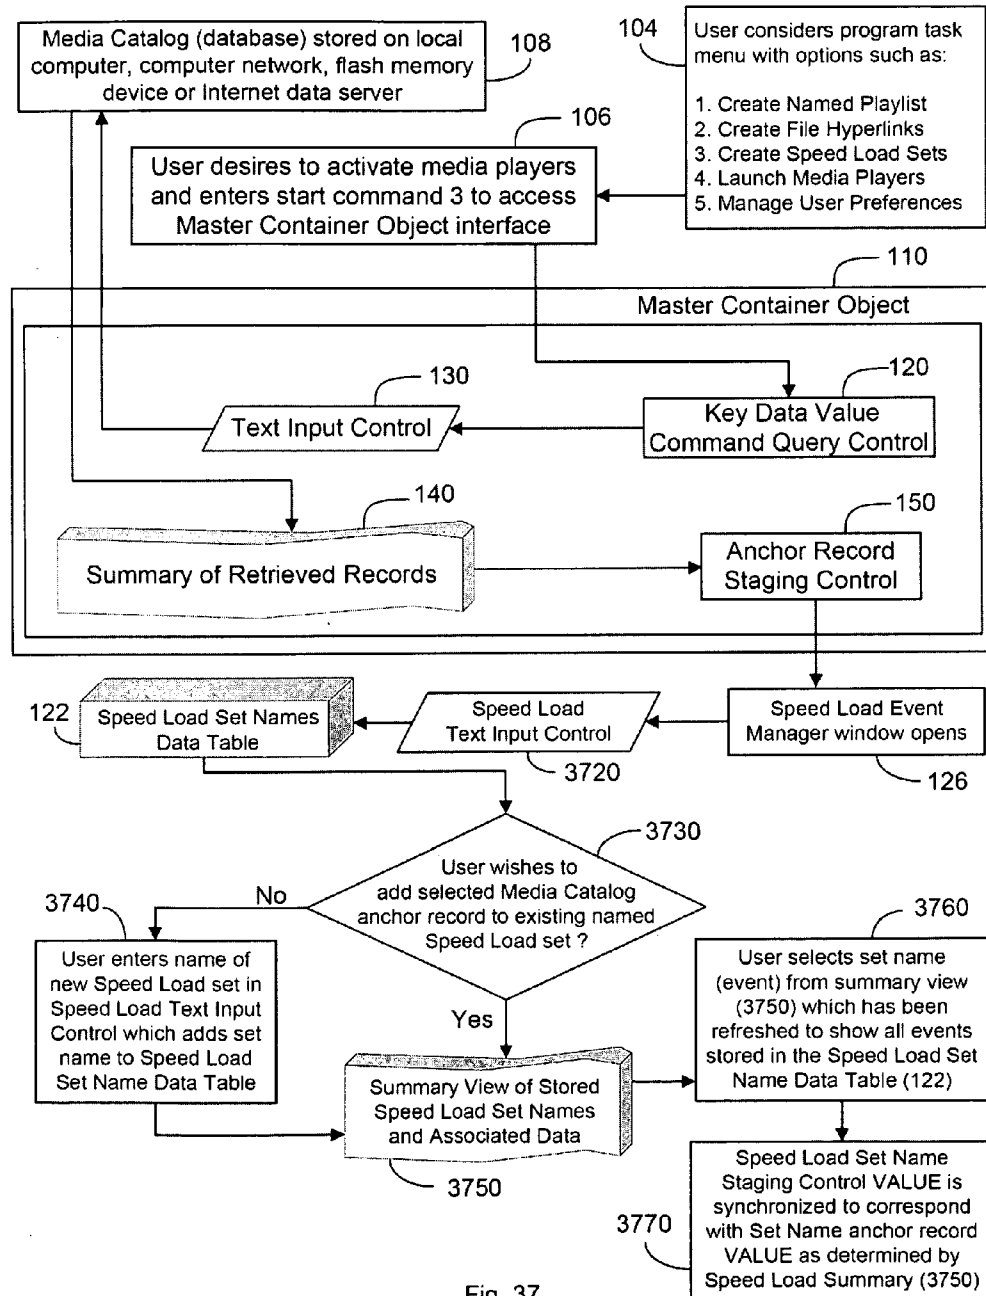 Media Catalog (database) stored on local
computer, computer network, flash memory
device or Internet data server
108
104
User considers program task
menu with options such as:
1. Create Named Playlist
2. Create File Hyperlinks
3. Create Speed Load Sets
4. Launch Media Players
5. Manage User Preferences
106
User desires to activate media players
and enters start command 3 to access
Master Container Object interface
110
Master Container Object
130
Text Input Control
120
Key Data Value
Command Query Control
140
Summary of Retrieved Records
150
Anchor Record
Staging Control
122
Speed Load Set Names
Data Table
Speed Load
Text Input Control
3720
Speed Load Event
Manager window opens
126
3730
User wishes to
add selected Media Catalog
anchor record to existing named
Speed Load set ?
No
Yes
3740
User enters name of
new Speed Load set in
Speed Load Text Input
Control which adds set
name to Speed Load
Set Name Data Table
Summary View of Stored
Speed Load Set Names
and Associated Data
3750
3760
User selects set name
(event) from summary view
(3750) which has been
refreshed to show all events
stored in the Speed Load Set
Name Data Table (122)
3770
Speed Load Set Name
Staging Control VALUE is
synchronized to correspond
with Set Name anchor record
VALUE as determined by
Speed Load Summary (3750)
Fig. 37